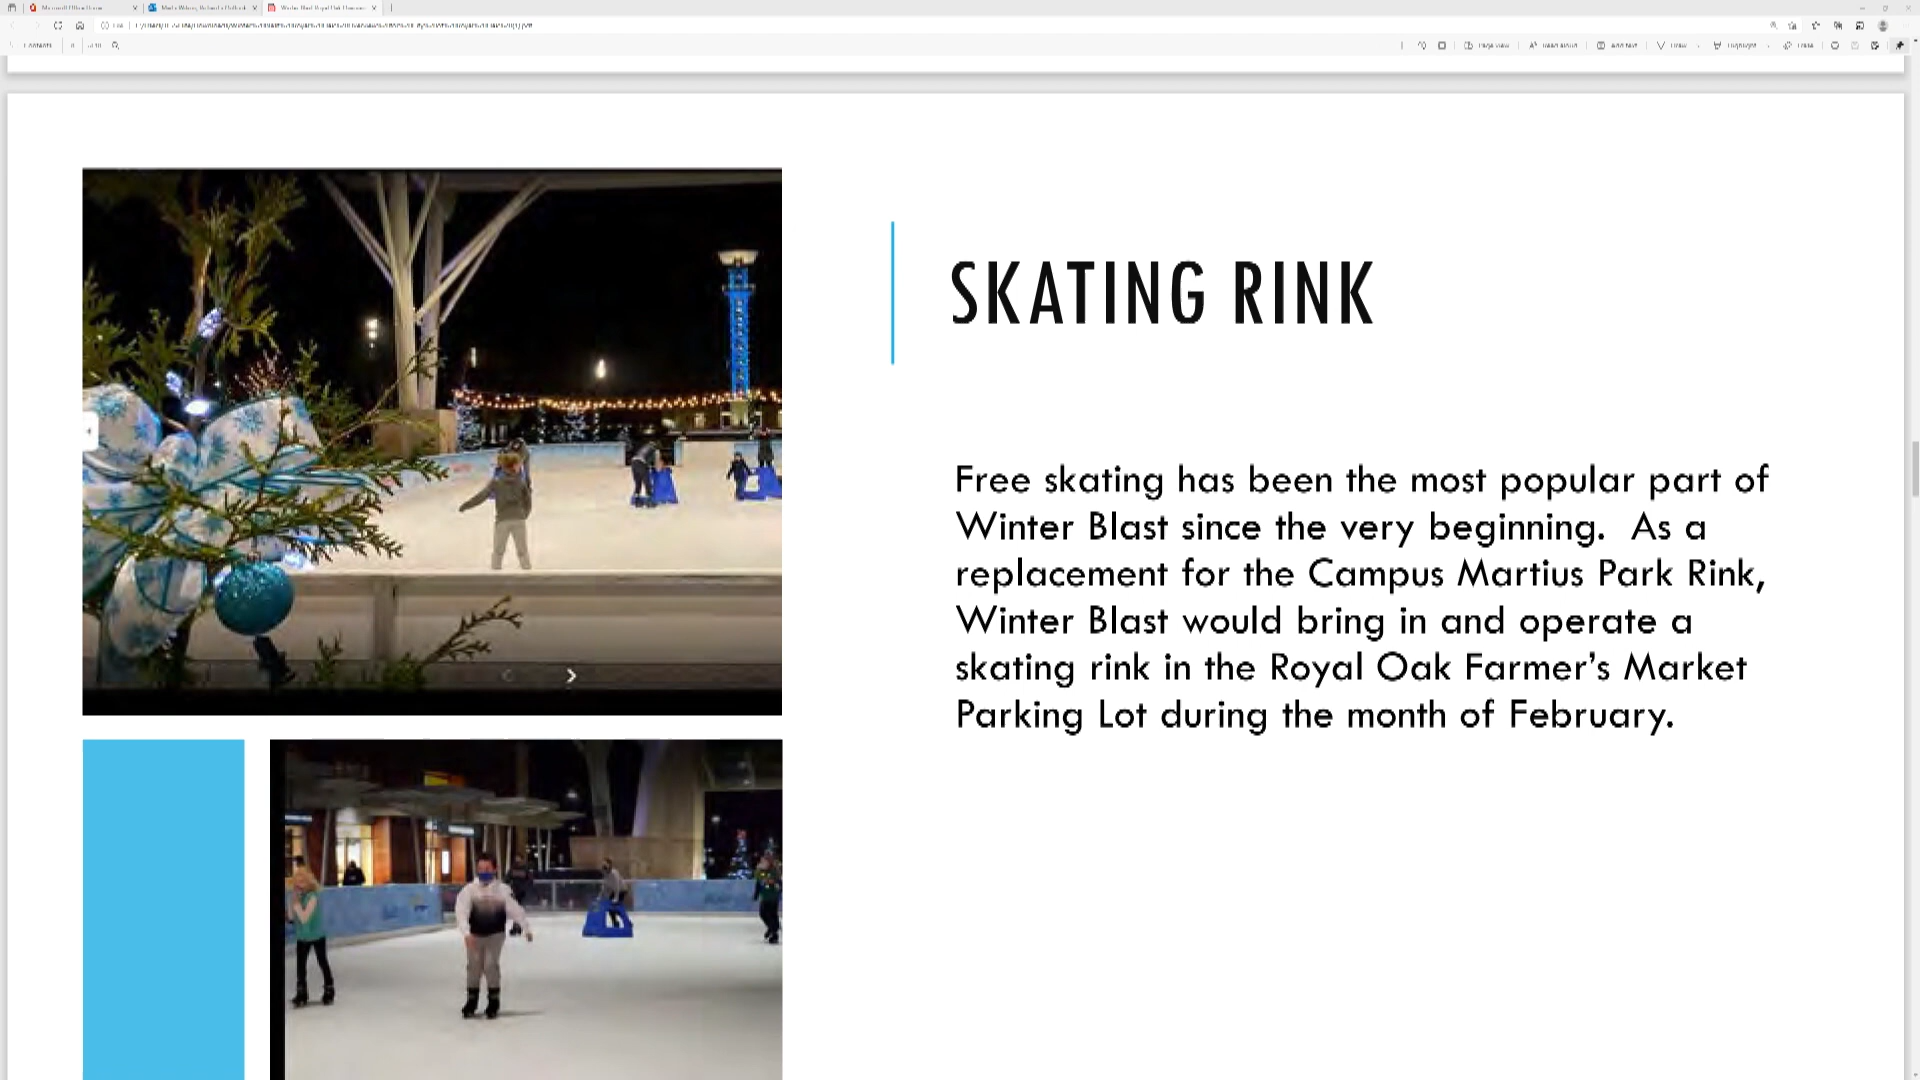 SKATING RINK
Free skating has been the most popular part of
Winter Blast since the very beginning.  As a
replacement for the Campus Martius Park Rink,
Winter Blast would bring in and operate a
skating rink in the Royal Oak Farmer’s Market
Parking Lot during the month of February.